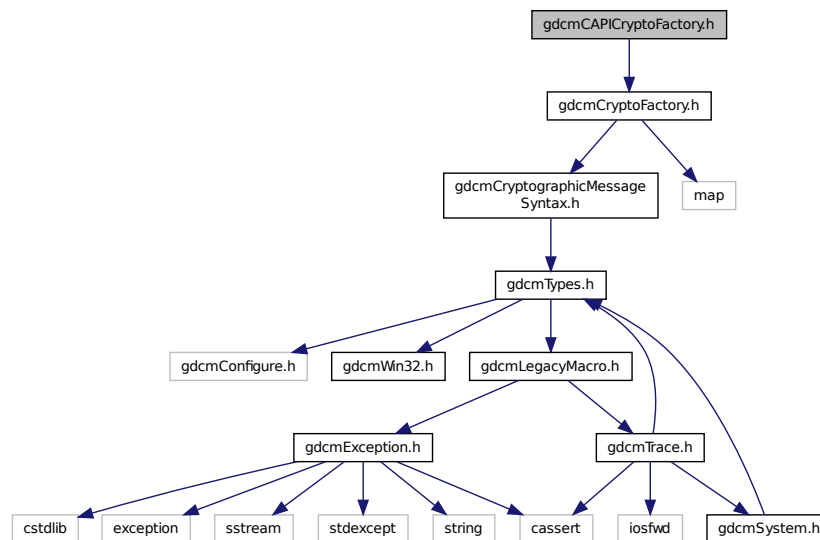 gdcmCAPICryptoFactory.h
gdcmCryptoFactory.h
gdcmCryptographicMessage
Syntax.h
map
gdcmTypes.h
gdcmConfigure.h
gdcmWin32.h
gdcmLegacyMacro.h
gdcmException.h
gdcmTrace.h
cstdlib
exception
sstream
stdexcept
string
cassert
iosfwd
gdcmSystem.h